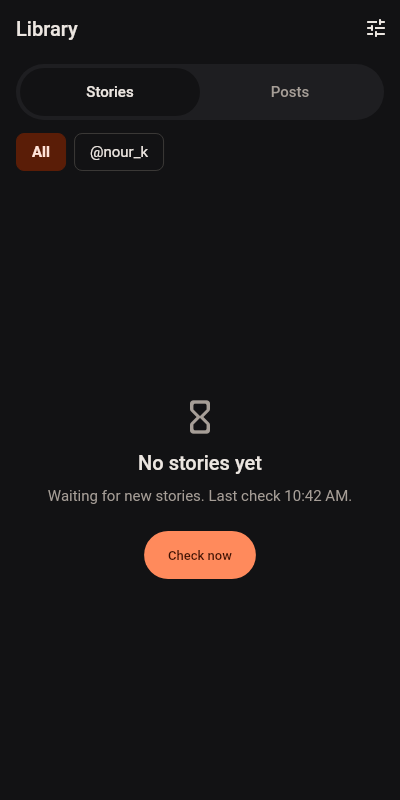 Library
Stories
Posts
All
@nour_k
No stories yet
Waiting for new stories. Last check 10:42 AM.
Check now